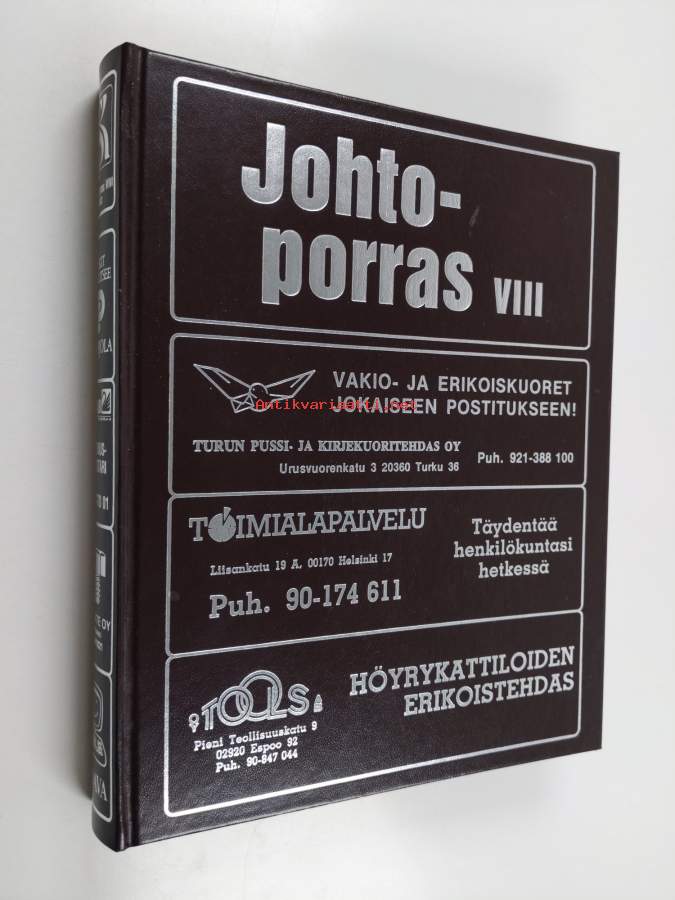 Johto-
porras VIII
VAKIO- JA ERIKOISKUORET
JOKAISEEN POSTITUKSEEN!
Antikvariaatti.net
TURUN PUSSI- JA KIRJEKUORITEHDAS OY
Urusvuorenkatu 3 20360 Turku 36
Puh. 921-388 100
TOIMIALAPALVELU
Liisankatu 19 A, 00170 Helsinki 17
Puh. 90-174 611
Täydentää
henkilökuntasi
hetkessä
TOOLS
Pieni Teollisuuskatu 9
02920 Espoo 92
Puh. 90-847 044
HÖYRYKATTILOIDEN
ERIKOISTEHDAS